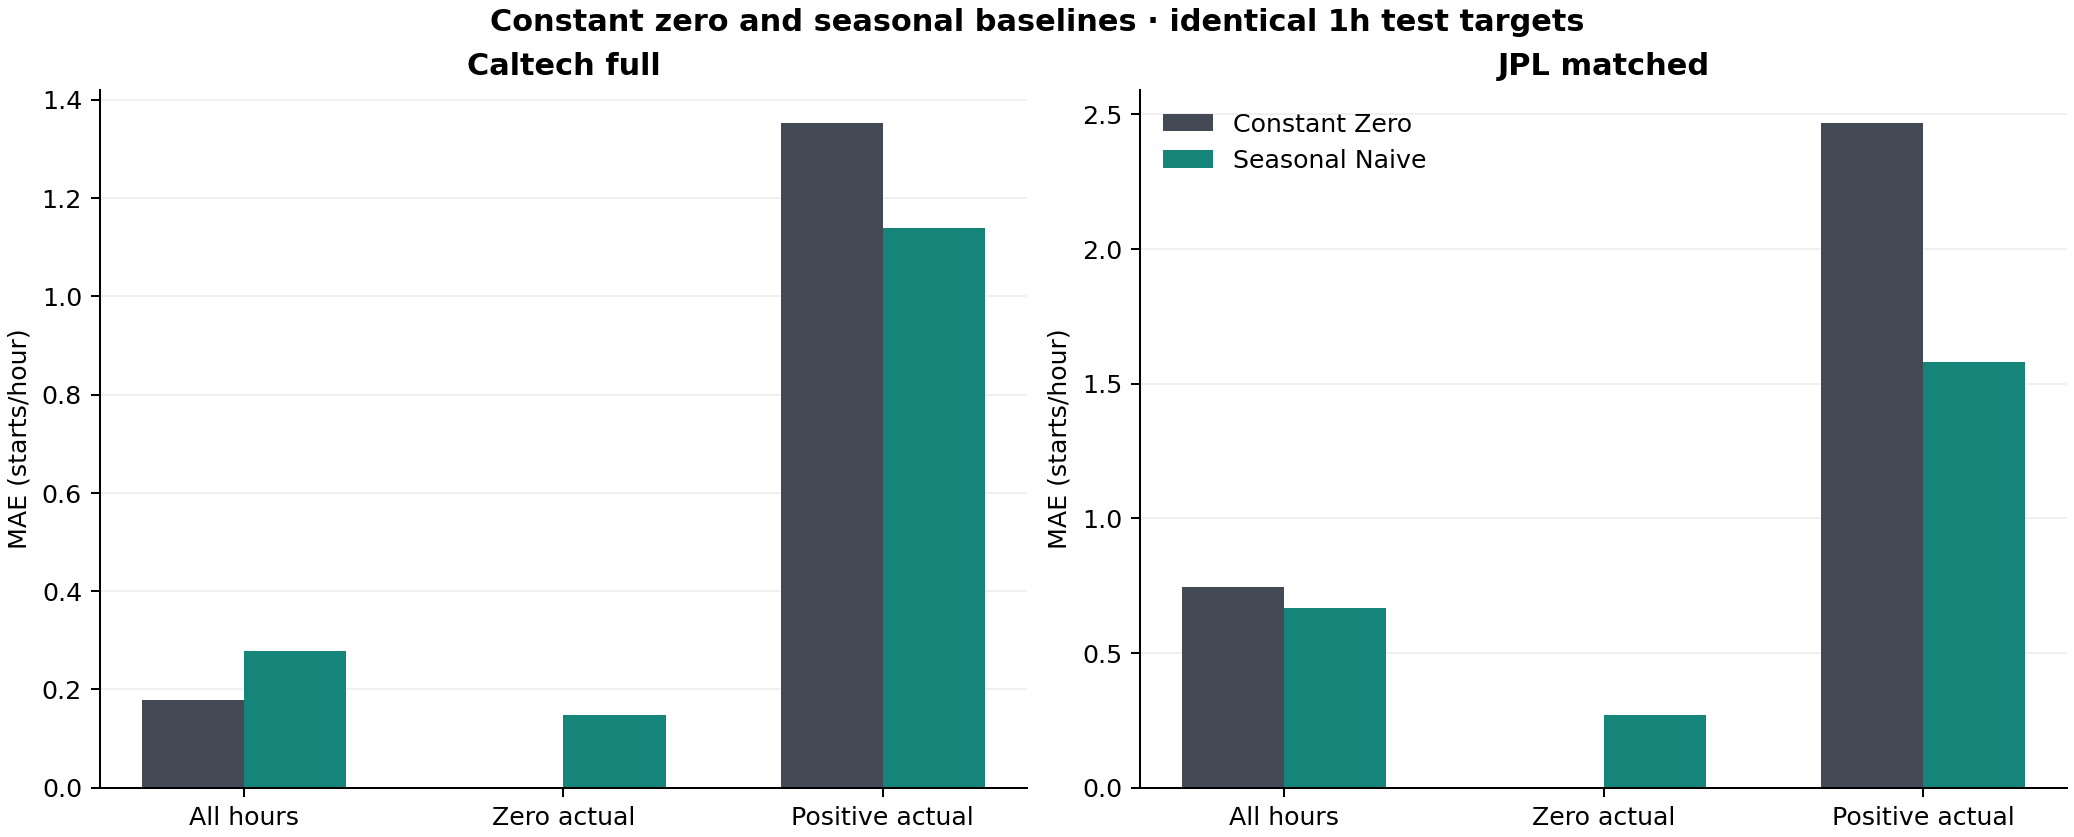 Constant zero and seasonal baselines · identical 1h test targets
Caltech full
MAE (starts/hour)
1.4
1.2
1.0
0.8
0.6
0.4
0.2
0.0
All hours
Zero actual
Positive actual
JPL matched
Constant Zero
Seasonal Naive
MAE (starts/hour)
2.5
2.0
1.5
1.0
0.5
0.0
All hours
Zero actual
Positive actual